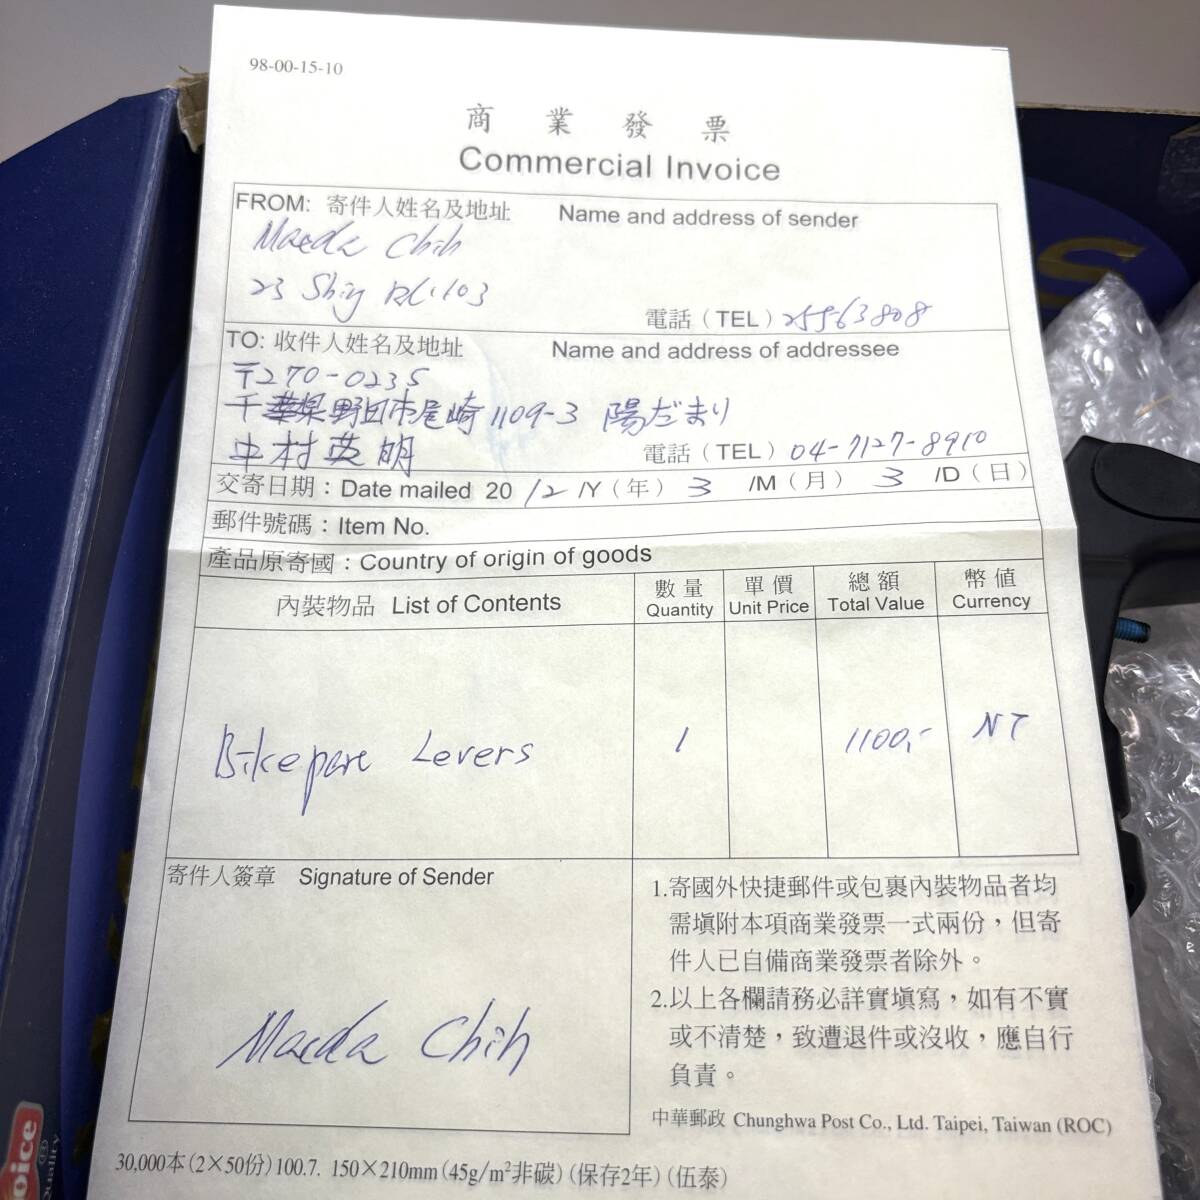 98-00-15-10
商業發票
Commercial Invoice
FROM: 寄件人姓名及地址 Name and address of sender
Maeda Chih
電話（TEL）25563808
TO: 收件人姓名及地址 Name and address of addressee
〒270-0235
千葉県野田市尾崎1109-3 陽だまり
中村英明 電話（TEL）04-7127-8910
交寄日期：Date mailed 2012 /Y（年）3 /M（月）3 /D（日）
郵件號碼：Item No.
產品原寄國：Country of origin of goods
內裝物品 List of Contents 數量 Quantity 單價 Unit Price 總額 Total Value 幣值 Currency
Bike part Levers 1 1100,- NT
寄件人簽章 Signature of Sender
Maeda Chih
1.寄國外快捷郵件或包裹內裝物品者均
需填附本項商業發票一式兩份，但寄
件人已自備商業發票者除外。
2.以上各欄請務必詳實填寫，如有不實
或不清楚，致遭退件或沒收，應自行
負責。
中華郵政 Chunghwa Post Co., Ltd. Taipei, Taiwan (ROC)
30,000本(2×50份)100.7. 150×210mm(45g/m²非碳)(保存2年)(伍泰)
S
oice
Quality